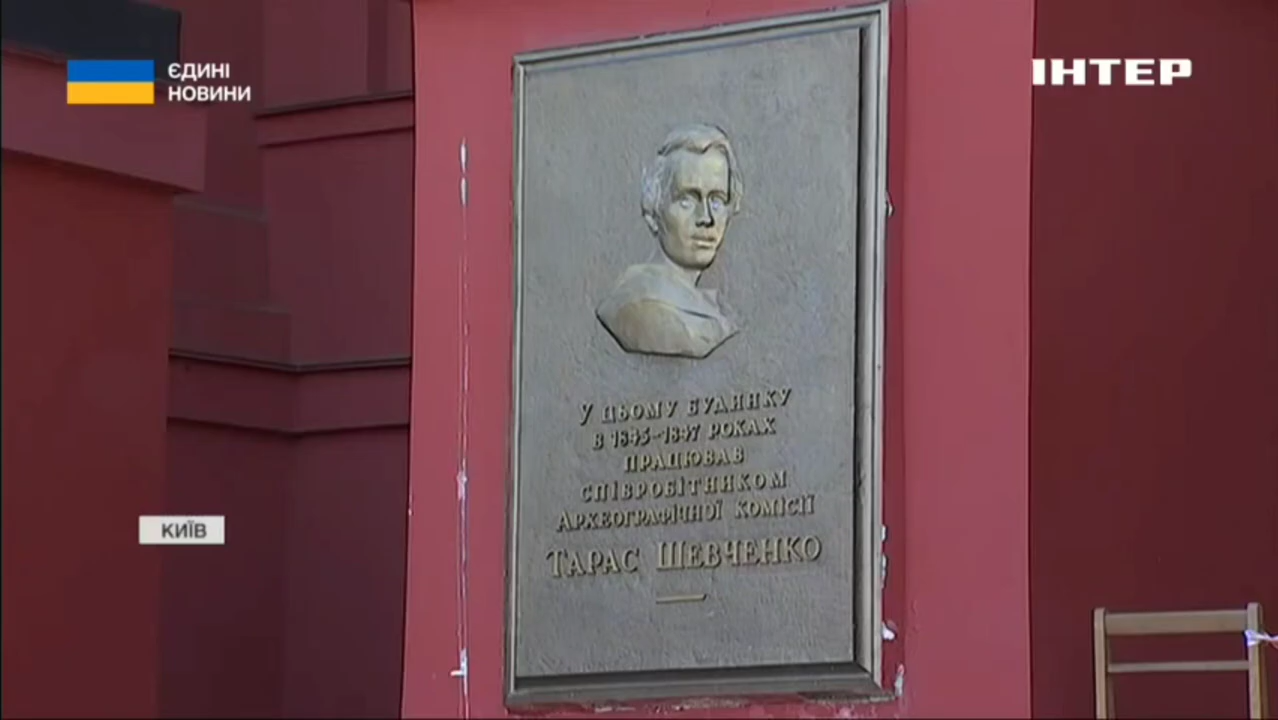 ЄДИНІ
НОВИНИ
ІНТЕР
У ЦЬОМУ БУДИНКУ
В 1845-1847 РОКАХ
ПРАЦЮВАВ
СПІВРОБІТНИКОМ
АРХЕОГРАФІЧНОЇ КОМІСІЇ
ТАРАС ШЕВЧЕНКО
КИЇВ